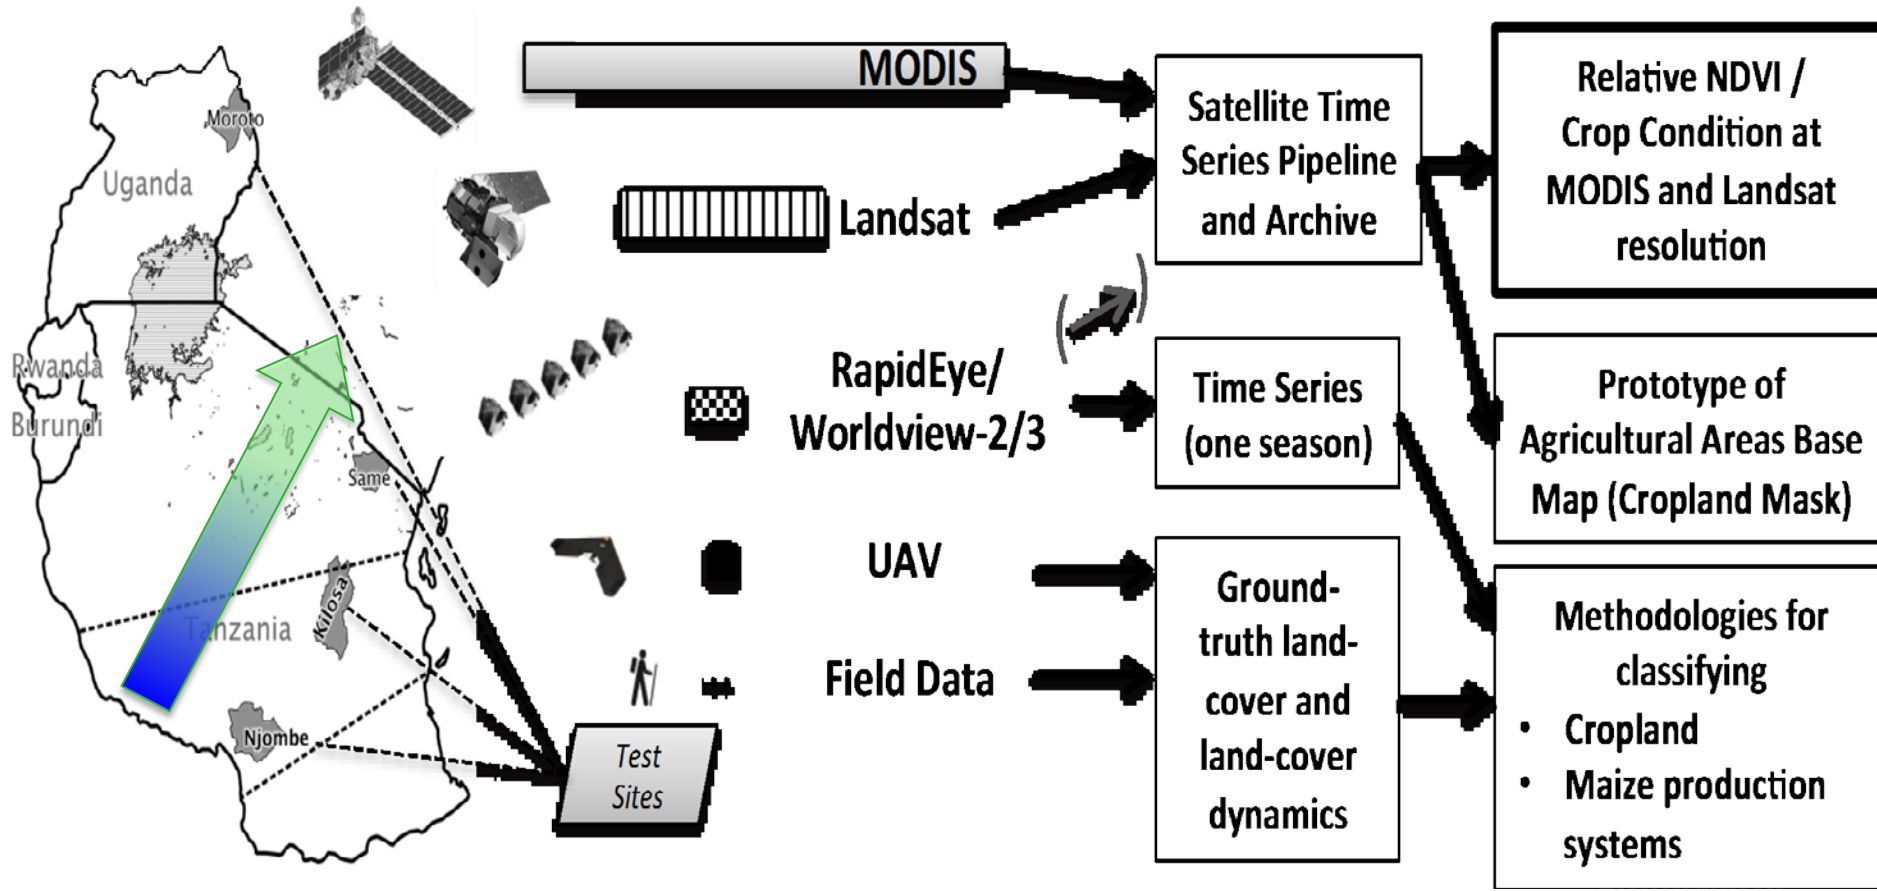 MODIS
Landsat
RapidEye/
Worldview-2/3
UAV
Field Data
Moroto
Uganda
Rwanda
Burundi
Same
Tanzania
Kilosa
Njombe
Test
Sites
Satellite Time
Series Pipeline
and Archive
Time Series
(one season)
Ground-
truth land-
cover and
land-cover
dynamics
Relative NDVI /
Crop Condition at
MODIS and Landsat
resolution
Prototype of
Agricultural Areas Base
Map (Cropland Mask)
Methodologies for
classifying
• Cropland
• Maize production
systems